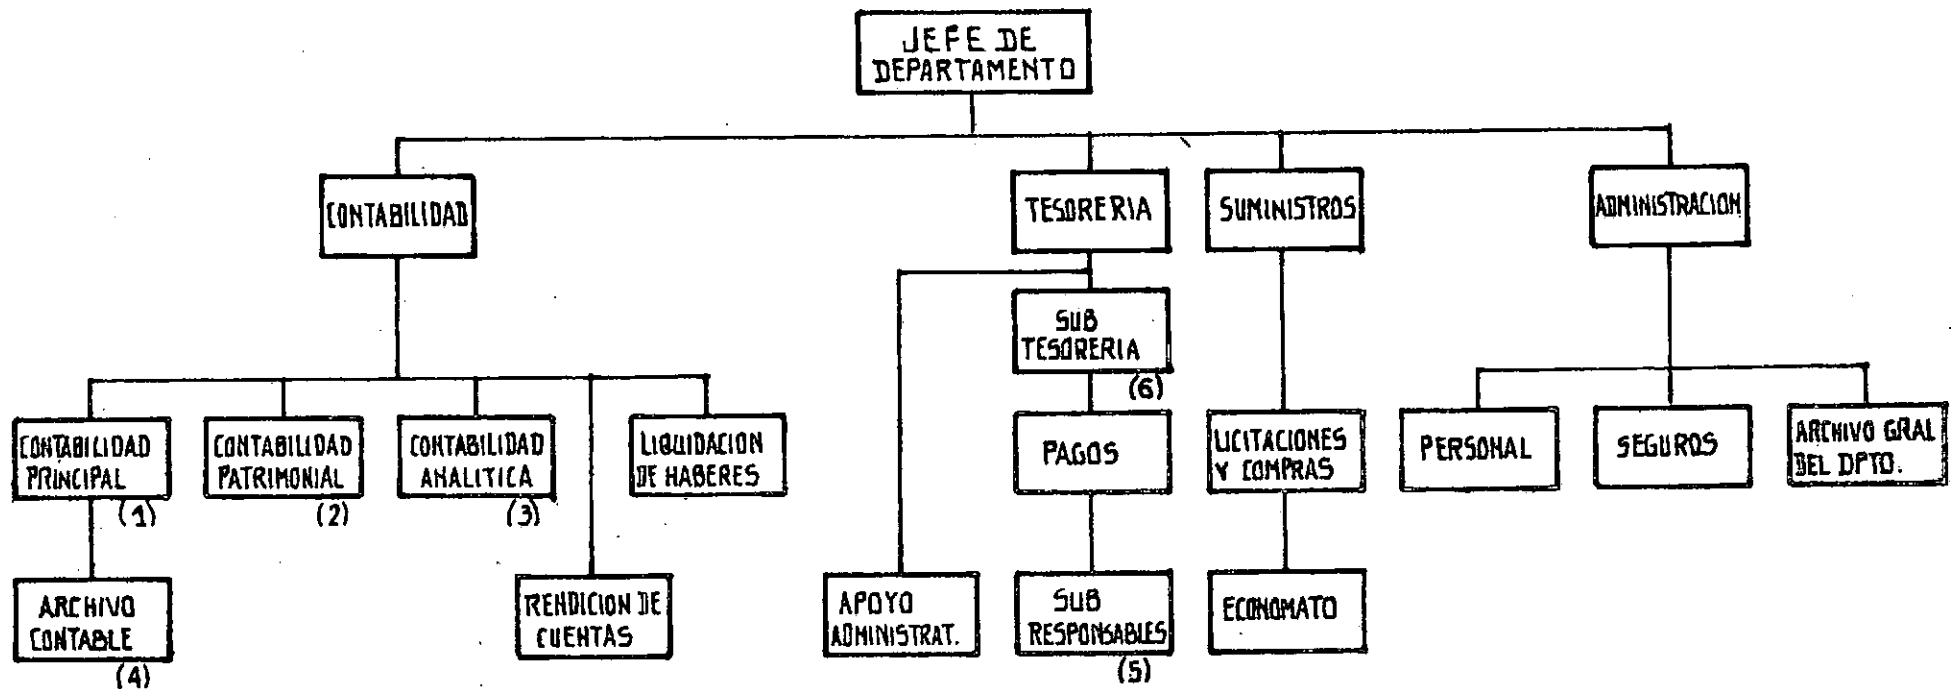 JEFE DE
DEPARTAMENTO
CONTABILIDAD
TESORERIA
SUMINISTROS
ADMINISTRACION
SUB
TESORERIA
(6)
CONTABILIDAD
PRINCIPAL
(1)
CONTABILIDAD
PATRIMONIAL
(2)
CONTABILIDAD
ANALITICA
(3)
LIQUIDACION
DE HABERES
PAGOS
LICITACIONES
Y COMPRAS
PERSONAL
SEGUROS
ARCHIVO GRAL
DEL DPTO.
ARCHIVO
CONTABLE
(4)
RENDICION DE
CUENTAS
APOYO
ADMINISTRAT.
SUB
RESPONSABLES
(5)
ECONOMATO